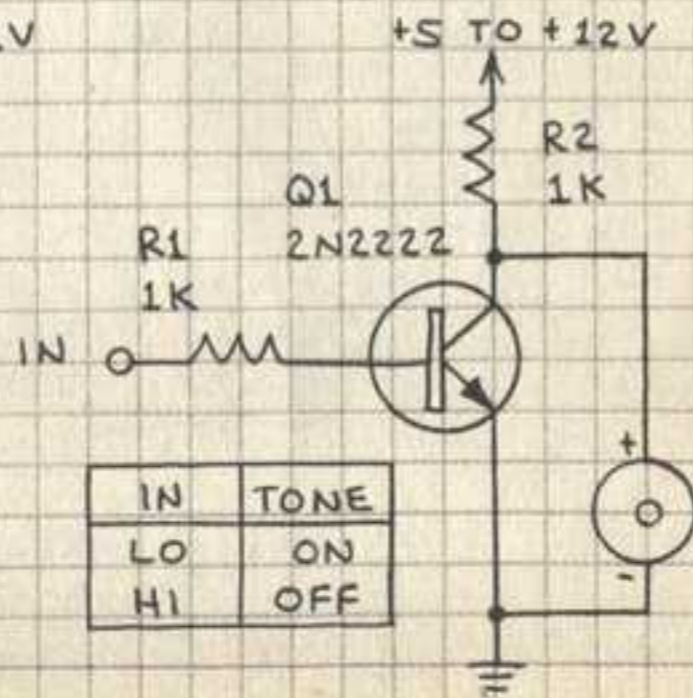 V
+5 TO +12V
R2
1K
Q1
2N2222
R1
1K
IN
+
-
IN TONE
LO ON
HI OFF